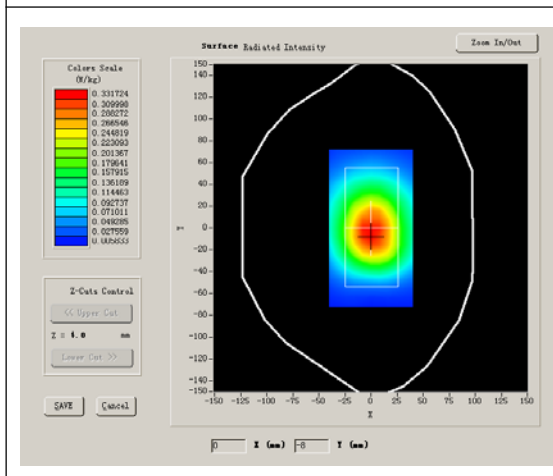 Surface Radiated Intensity
Zoom In/Out
Colors Scale
(W/kg)
0.331724
0.309998
0.288272
0.266546
0.244819
0.223093
0.201367
0.179641
0.157915
0.136189
0.114463
0.092737
0.071011
0.049285
0.027559
0.005833
150
140
120
100
80
60
40
20
0
-20
-40
-60
-80
-100
-120
-140
-150
Y
-150 -125 -100 -75 -50 -25 0 25 50 75 100 125 150
X
Z-Cuts Control
<< Upper Cut
Z = 4.0 mm
Lower Cut >>
SAVE Cancel
0 X (mm) -8 Y (mm)